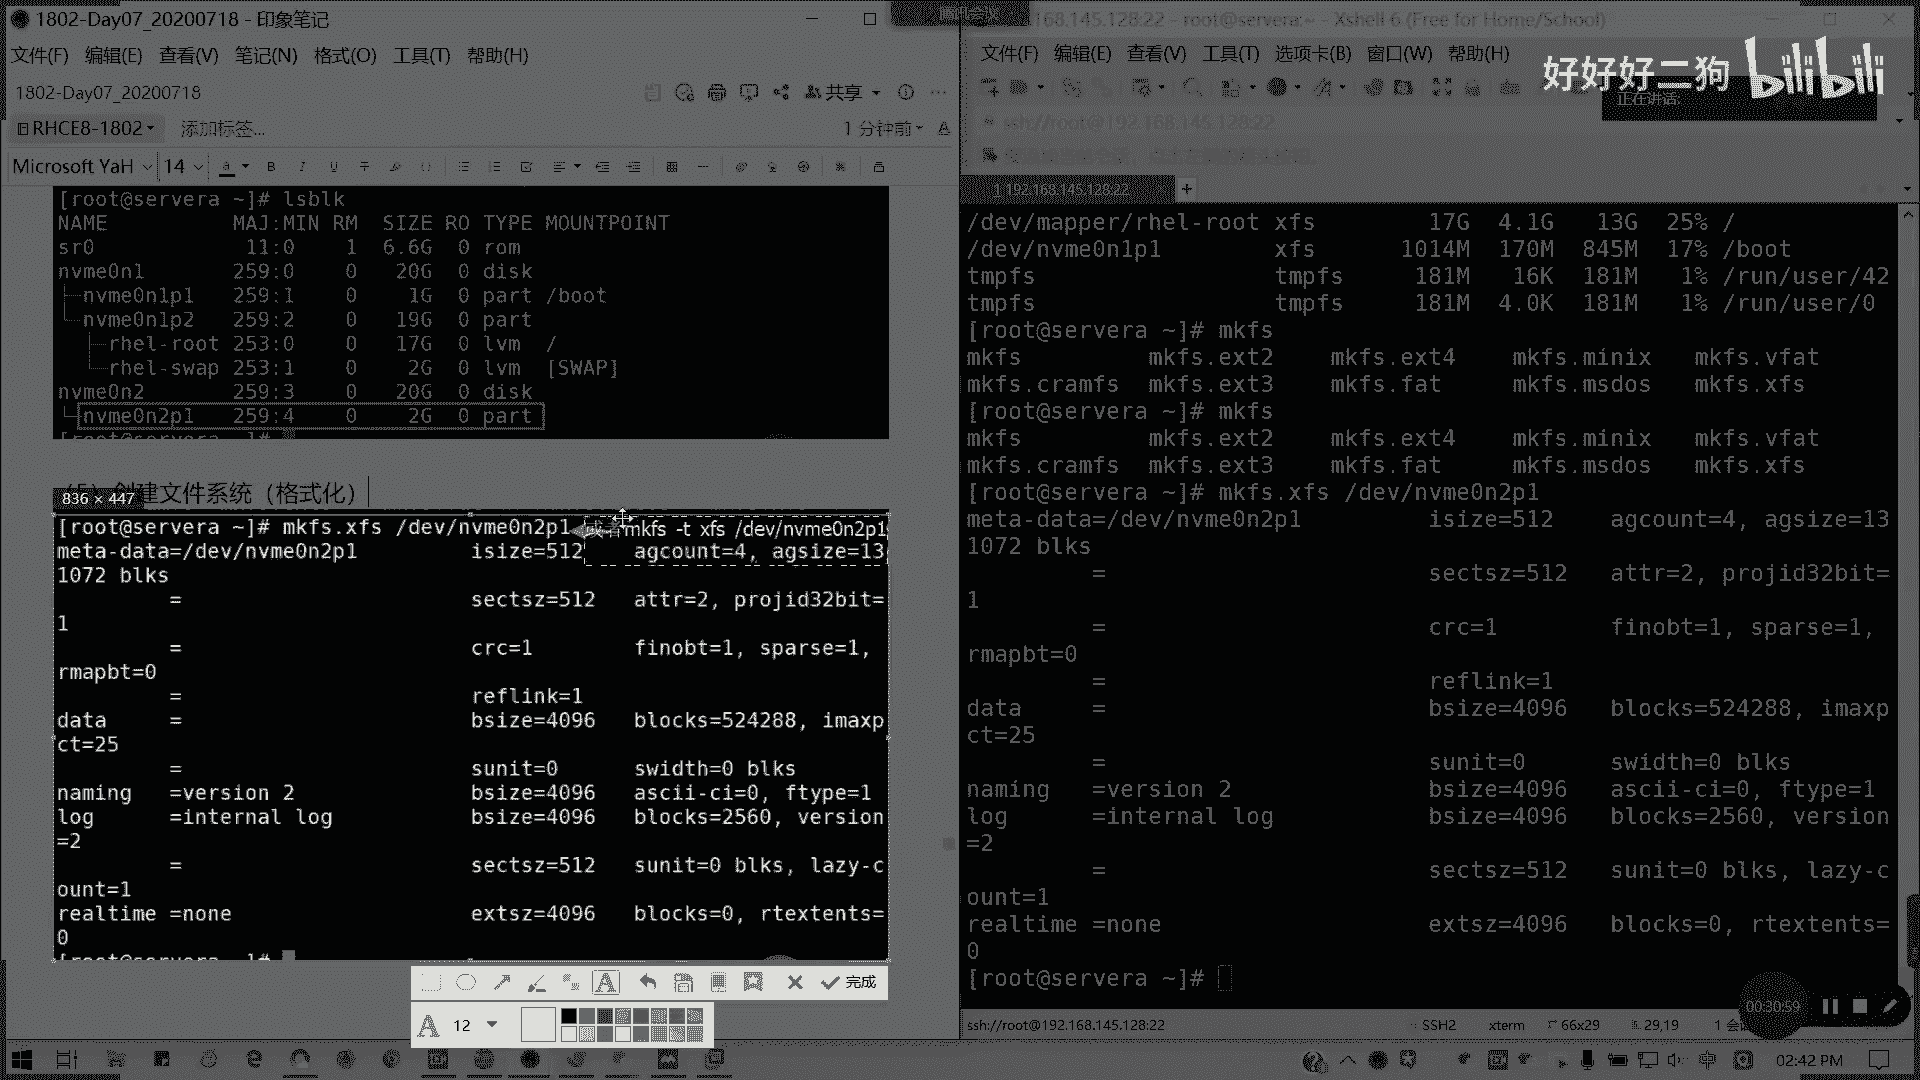 1802-Day07_20200718 - 印象笔记
文件(F) 编辑(E) 查看(V) 笔记(N) 格式(O) 工具(T) 帮助(H)
1802-Day07_20200718
共享
RHCE8-1802 添加标签...
1 分钟前
Microsoft YaH 14
[root@servera ~]# lsblk
NAME MAJ:MIN RM SIZE RO TYPE MOUNTPOINT
sr0 11:0 1 6.6G 0 rom
nvme0n1 259:0 0 20G 0 disk
├─nvme0n1p1 259:1 0 1G 0 part /boot
└─nvme0n1p2 259:2 0 19G 0 part
├─rhel-root 253:0 0 17G 0 lvm /
└─rhel-swap 253:1 0 2G 0 lvm [SWAP]
nvme0n2 259:3 0 20G 0 disk
└─nvme0n2p1 259:4 0 2G 0 part
创建文件系统（格式化）
836 × 447
[root@servera ~]# mkfs.xfs /dev/nvme0n2p1 或者mkfs -t xfs /dev/nvme0n2p1
meta-data=/dev/nvme0n2p1 isize=512 agcount=4, agsize=13
1072 blks
= sectsz=512 attr=2, projid32bit=
1
= crc=1 finobt=1, sparse=1,
rmapbt=0
= reflink=1
data = bsize=4096 blocks=524288, imaxp
ct=25
= sunit=0 swidth=0 blks
naming =version 2 bsize=4096 ascii-ci=0, ftype=1
log =internal log bsize=4096 blocks=2560, version
=2
= sectsz=512 sunit=0 blks, lazy-c
ount=1
realtime =none extsz=4096 blocks=0, rtextents=
0
[root@servera ~]#
完成
12
168.145.128:22 - root@servera:~ - Xshell 6 (Free for Home/School)
文件(F) 编辑(E) 查看(V) 工具(T) 选项卡(B) 窗口(W) 帮助(H)
好好好二狗 bilibili
正在讲话:
ssh://root@192.168.145.128:22
1 192.168.145.128:22
/dev/mapper/rhel-root xfs 17G 4.1G 13G 25% /
/dev/nvme0n1p1 xfs 1014M 170M 845M 17% /boot
tmpfs tmpfs 181M 16K 181M 1% /run/user/42
tmpfs tmpfs 181M 4.0K 181M 1% /run/user/0
[root@servera ~]# mkfs
mkfs mkfs.ext2 mkfs.ext4 mkfs.minix mkfs.vfat
mkfs.cramfs mkfs.ext3 mkfs.fat mkfs.msdos mkfs.xfs
[root@servera ~]# mkfs
mkfs mkfs.ext2 mkfs.ext4 mkfs.minix mkfs.vfat
mkfs.cramfs mkfs.ext3 mkfs.fat mkfs.msdos mkfs.xfs
[root@servera ~]# mkfs.xfs /dev/nvme0n2p1
meta-data=/dev/nvme0n2p1 isize=512 agcount=4, agsize=13
1072 blks
= sectsz=512 attr=2, projid32bit=
1
= crc=1 finobt=1, sparse=1,
rmapbt=0
= reflink=1
data = bsize=4096 blocks=524288, imaxp
ct=25
= sunit=0 swidth=0 blks
naming =version 2 bsize=4096 ascii-ci=0, ftype=1
log =internal log bsize=4096 blocks=2560, version
=2
= sectsz=512 sunit=0 blks, lazy-c
ount=1
realtime =none extsz=4096 blocks=0, rtextents=
0
[root@servera ~]#
00:30:59
ssh://root@192.168.145.128:22 SSH2 xterm 66x29 29,19
02:42 PM